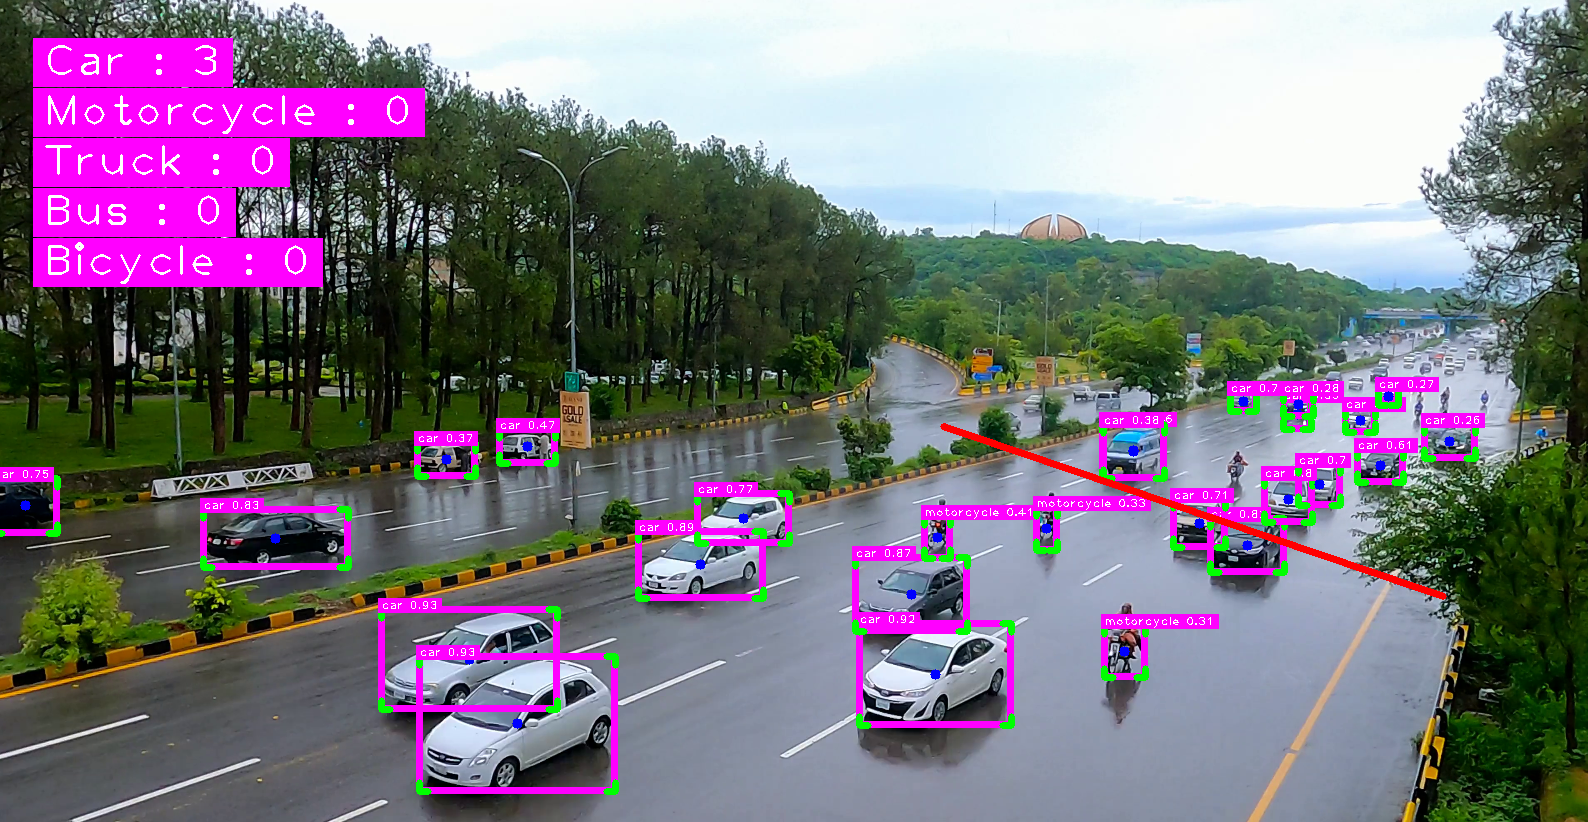 Car : 3
Motorcycle : 0
Truck : 0
Bus : 0
Bicycle : 0
car 0.27
car 0.7
car 0.28
car
car 0.38
car 0.26
car 0.47
car 0.37
car 0.61
car 0.7
car 0.75
car 0.77
car 0.71
car 0.83
motorcycle 0.33
motorcycle 0.41
0.8
car 0.89
car 0.87
car 0.93
car 0.92
motorcycle 0.31
car 0.93
GOLD
SALE